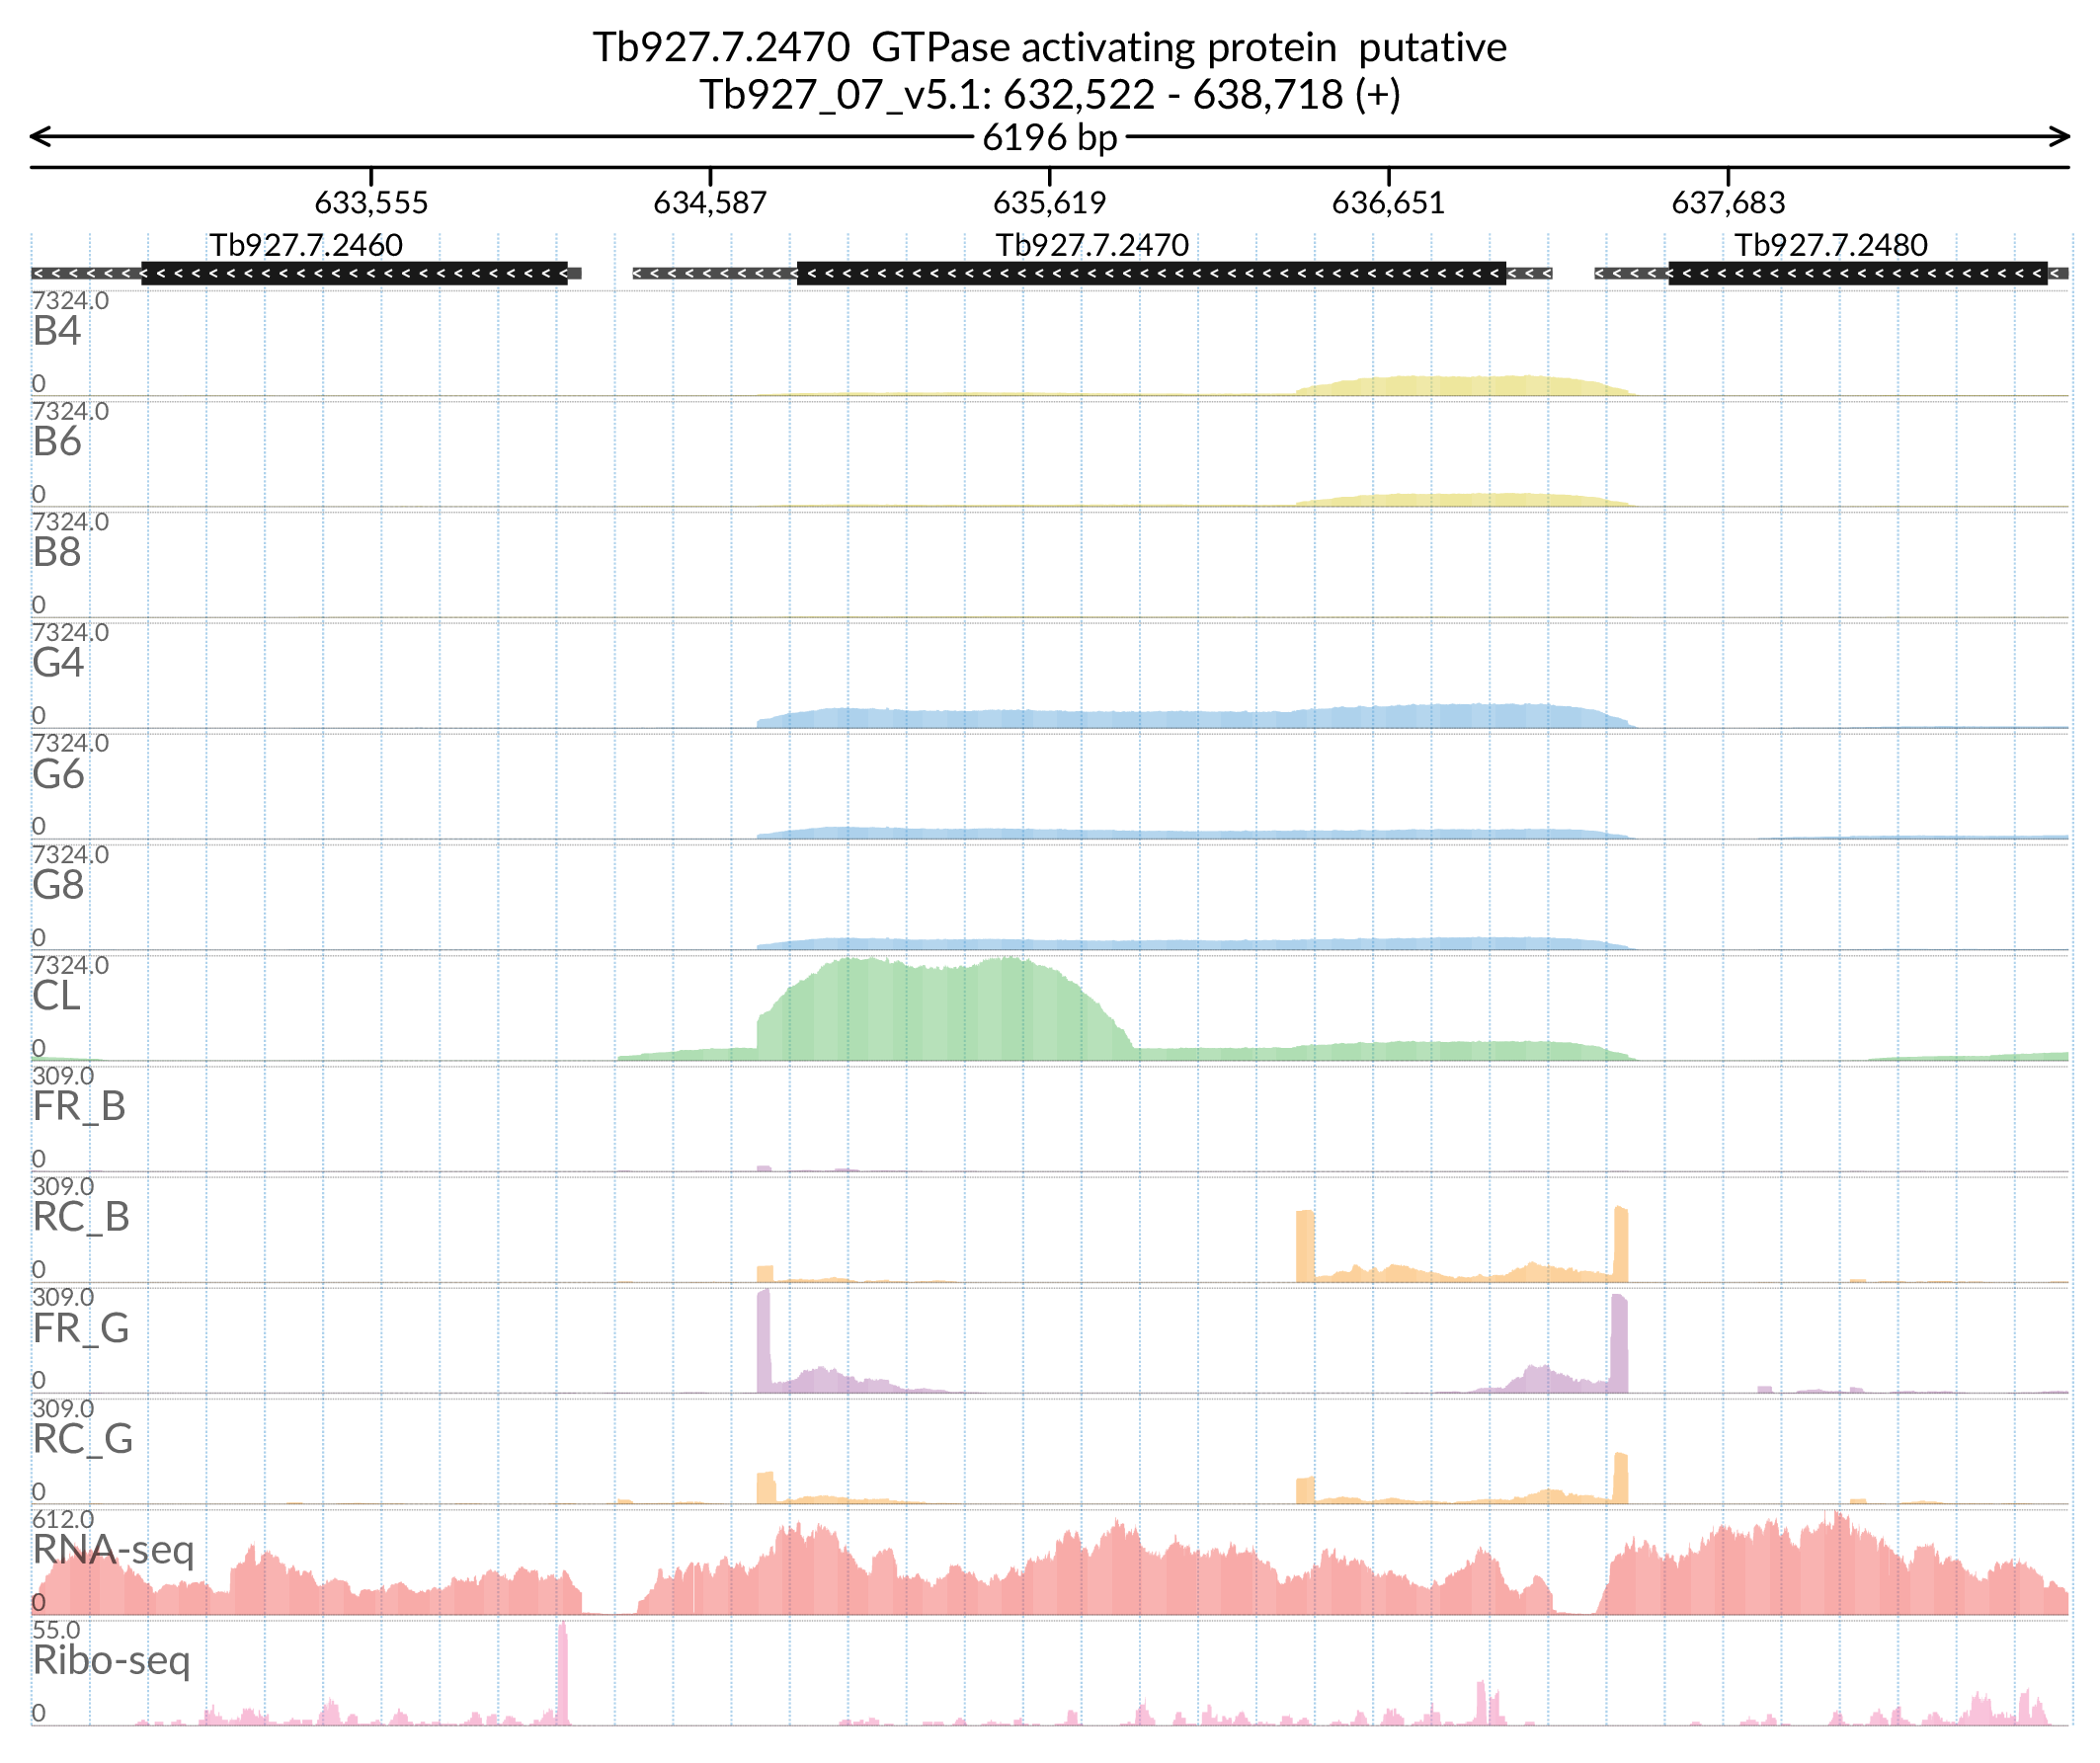 Tb927.7.2470  GTPase activating protein  putative
Tb927_07_v5.1: 632,522 - 638,718 (+)
6196 bp
633,555 634,587 635,619 636,651 637,683
Tb927.7.2460 Tb927.7.2470 Tb927.7.2480
7324.0
B4
0
7324.0
B6
0
7324.0
B8
0
7324.0
G4
0
7324.0
G6
0
7324.0
G8
0
7324.0
CL
0
309.0
FR_B
0
309.0
RC_B
0
309.0
FR_G
0
309.0
RC_G
0
612.0
RNA-seq
0
55.0
Ribo-seq
0